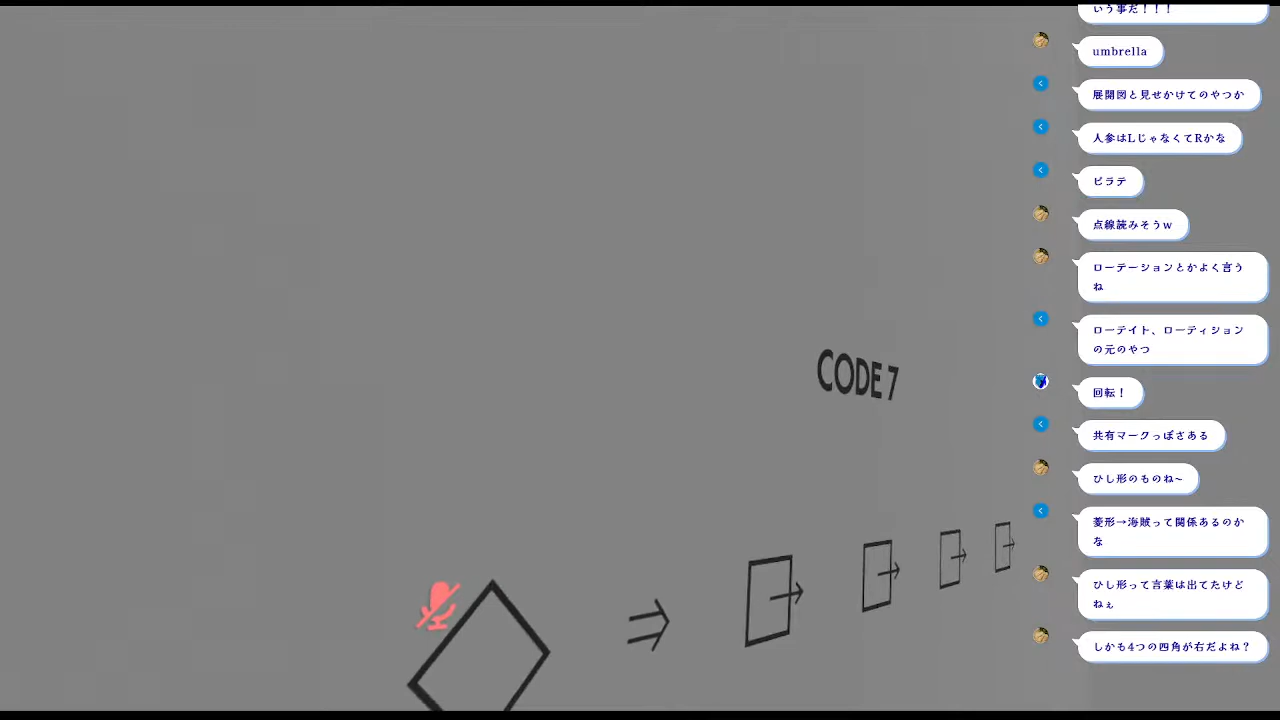 いう事だ！！！
umbrella
展開図と見せかけてのやつか
人参はLじゃなくてRかな
ピラテ
点線読みそうw
ローテーションとかよく言う
ね
ローテイト、ローティション
の元のやつ
回転！
共有マークっぽさある
ひし形のものね~
菱形→海賊って関係あるのか
な
ひし形って言葉は出てたけど
ねぇ
しかも4つの四角が右だよね？
CODE 7